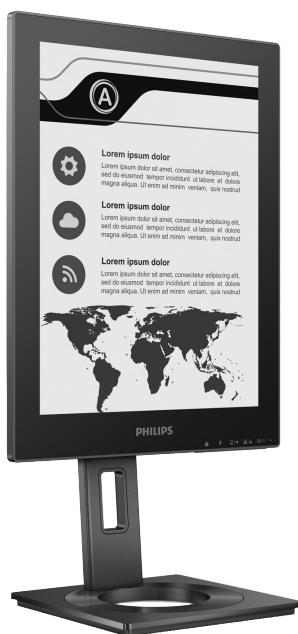 A
Lorem ipsum dolor
Lorem ipsum dolor sit amet, consectetur adipiscing elit,
sed do eiusmod tempor incididunt ut labore et dolore
magna aliqua. Ut enim ad minim veniam, quis nostrud
Lorem ipsum dolor
Lorem ipsum dolor sit amet, consectetur adipiscing elit,
sed do eiusmod tempor incididunt ut labore et dolore
magna aliqua. Ut enim ad minim veniam, quis nostrud
Lorem ipsum dolor
Lorem ipsum dolor sit amet, consectetur adipiscing elit,
sed do eiusmod tempor incididunt ut labore et dolore
magna aliqua. Ut enim ad minim veniam, quis nostrud
PHILIPS